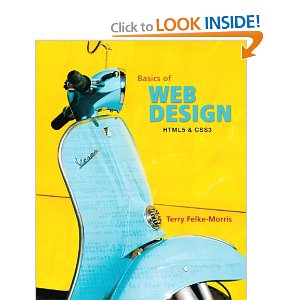 Click to LOOK INSIDE!
Basics of
WEB
DESIGN
HTML5 & CSS3
Vespa
Terry Felke-Morris